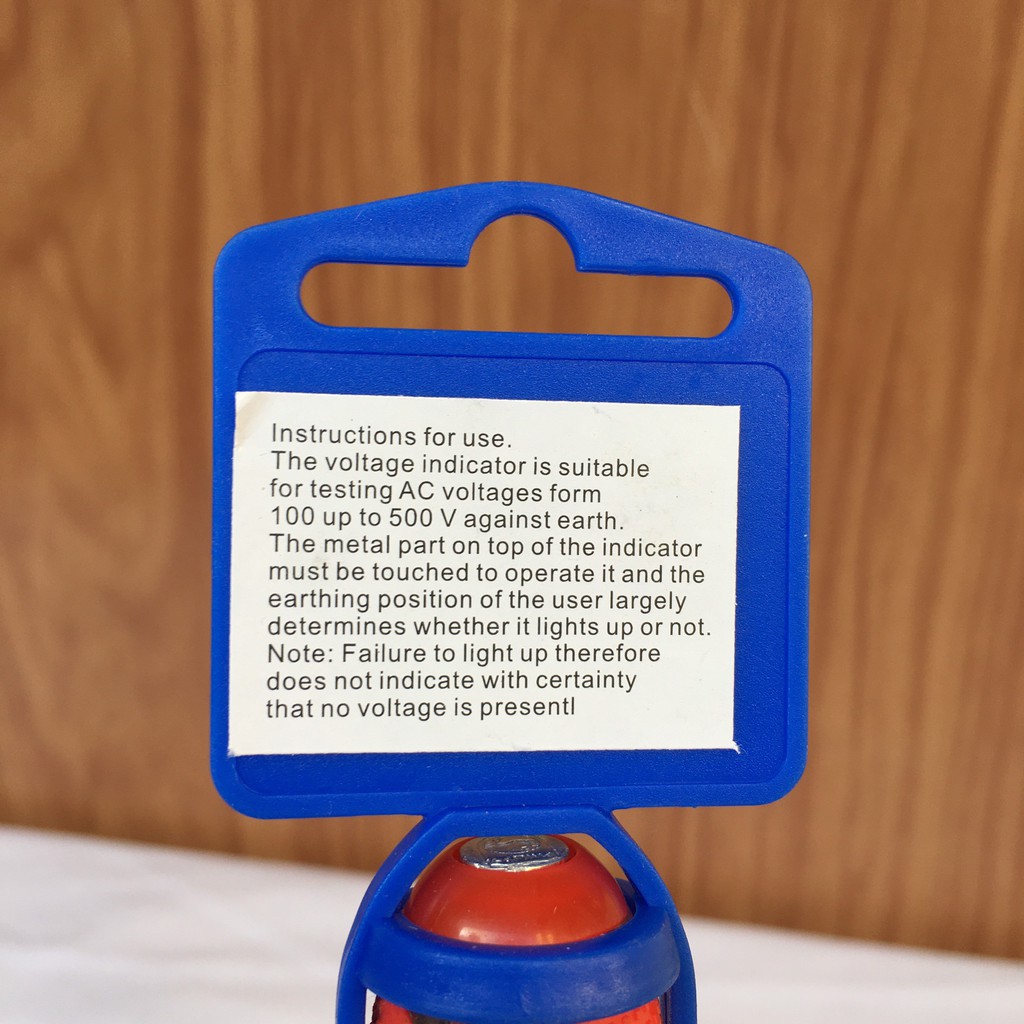 Instructions for use.
The voltage indicator is suitable
for testing AC voltages form
100 up to 500 V against earth.
The metal part on top of the indicator
must be touched to operate it and the
earthing position of the user largely
determines whether it lights up or not.
Note: Failure to light up therefore
does not indicate with certainty
that no voltage is presentl